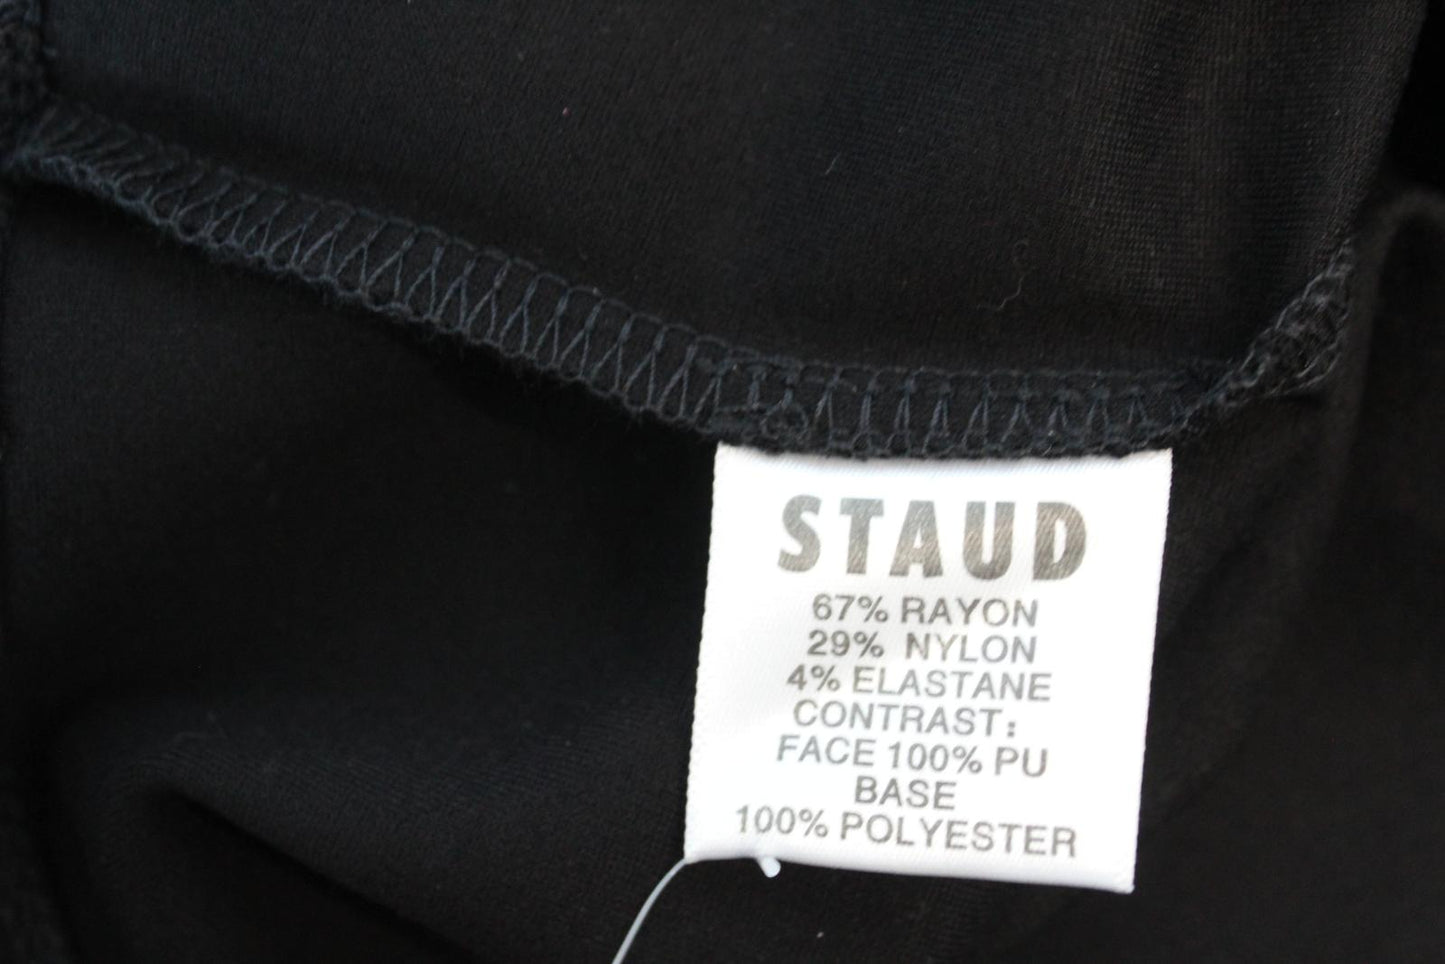 STAUD
67% RAYON
29% NYLON
4% ELASTANE
CONTRAST:
FACE 100% PU
BASE
100% POLYESTER